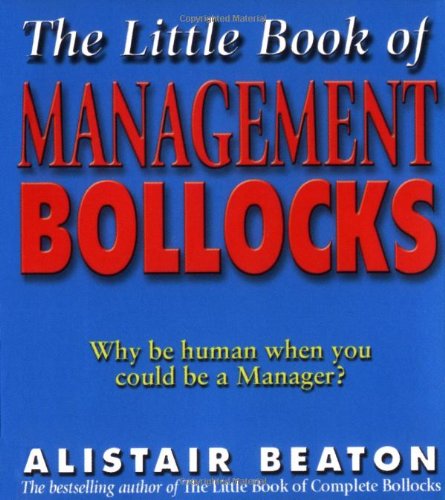 The Little Book of
MANAGEMENT
BOLLOCKS
Why be human when you
could be a Manager?
ALISTAIR BEATON
The bestselling author of The Little Book of Complete Bollocks